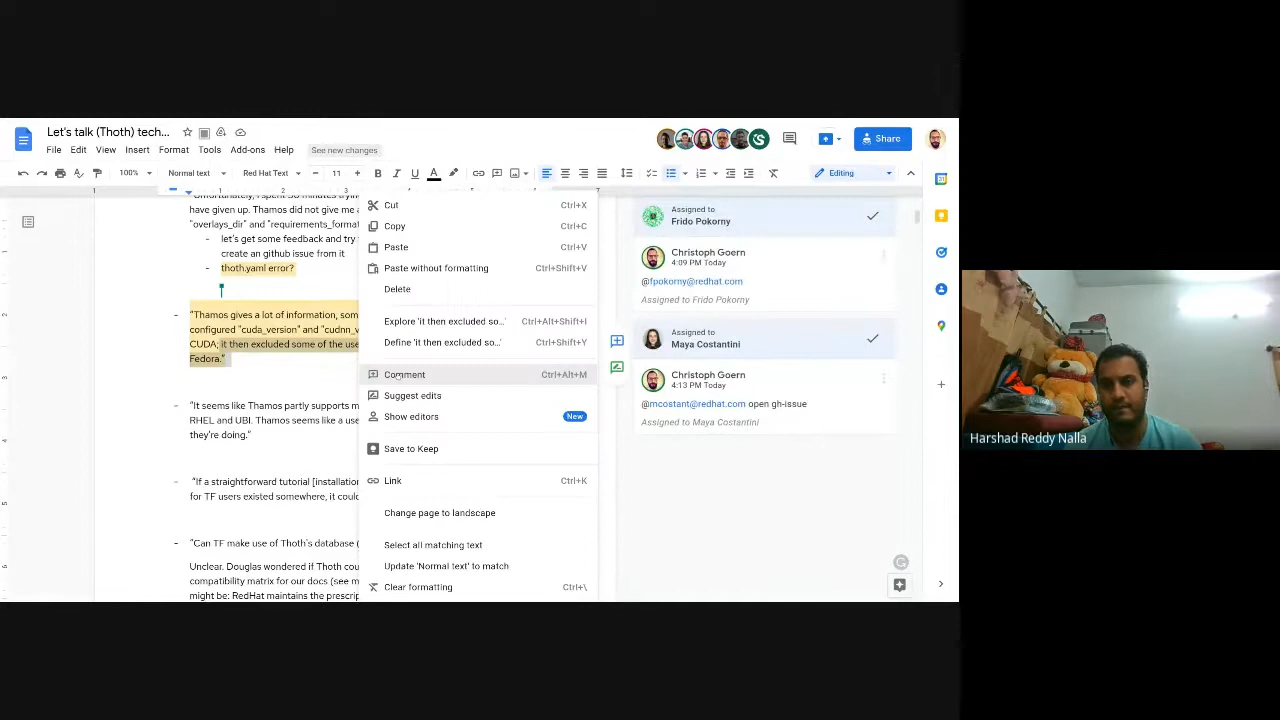 Let's talk (Thoth) tech...
Share
File Edit View Insert Format Tools Add-ons Help See new changes
100% Normal text Red Hat Text 11 Editing
1 1 2 3 7
have given up. Thamos did not give me a
"overlays_dir" and "requirements_format
- let's get some feedback and try
create an github issue from it
- thoth.yaml error?
- "Thamos gives a lot of information, som
configured "cuda_version" and "cudnn_v
CUDA; it then excluded some of the use
Fedora."
- "It seems like Thamos partly supports m
RHEL and UBI. Thamos seems like a use
they're doing."
- "If a straightforward tutorial [installation
for TF users existed somewhere, it coul
- "Can TF make use of Thoth's database (
Unclear. Douglas wondered if Thoth cou
compatibility matrix for our docs (see m
might be: RedHat maintains the prescrip
Cut Ctrl+X
Copy Ctrl+C
Paste Ctrl+V
Paste without formatting Ctrl+Shift+V
Delete
Explore 'it then excluded so...' Ctrl+Alt+Shift+I
Define 'it then excluded so...' Ctrl+Shift+Y
Comment Ctrl+Alt+M
Suggest edits
Show editors New
Save to Keep
Link Ctrl+K
Change page to landscape
Select all matching text
Update 'Normal text' to match
Clear formatting Ctrl+\
Assigned to
Frido Pokorny
Christoph Goern
4:09 PM Today
@fpokorny@redhat.com
Assigned to Frido Pokorny
Assigned to
Maya Costantini
Christoph Goern
4:13 PM Today
@mcostant@redhat.com open gh-issue
Assigned to Maya Costantini
Harshad Reddy Nalla